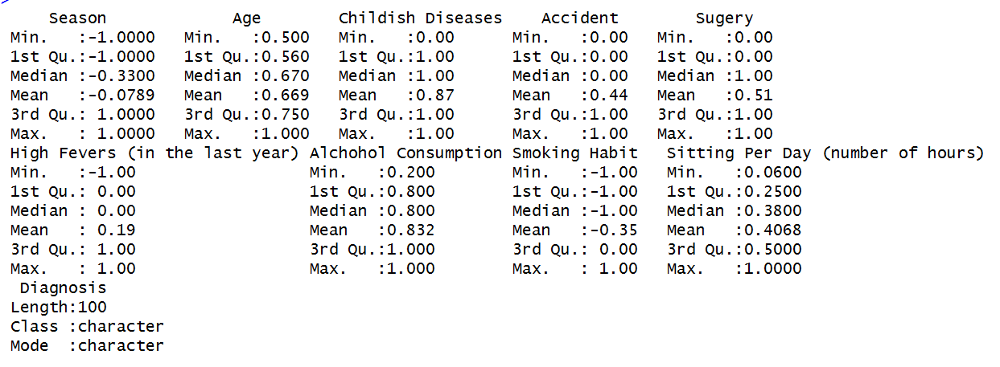 Season             Age         Childish Diseases    Accident        Sugery    
Min.   :-1.0000   Min.   :0.500   Min.   :0.00      Min.   :0.00   Min.   :0.00  
1st Qu.:-1.0000   1st Qu.:0.560   1st Qu.:1.00      1st Qu.:0.00   1st Qu.:0.00  
Median :-0.3300   Median :0.670   Median :1.00      Median :0.00   Median :1.00  
Mean   :-0.0789   Mean   :0.669   Mean   :0.87      Mean   :0.44   Mean   :0.51  
3rd Qu.: 1.0000   3rd Qu.:0.750   3rd Qu.:1.00      3rd Qu.:1.00   3rd Qu.:1.00  
Max.   : 1.0000   Max.   :1.000   Max.   :1.00      Max.   :1.00   Max.   :1.00  
High Fevers (in the last year) Alchohol Consumption Smoking Habit   Sitting Per Day (number of hours)
Min.   :-1.00                  Min.   :0.200        Min.   :-1.00   Min.   :0.0600
1st Qu.: 0.00                  1st Qu.:0.800        1st Qu.:-1.00   1st Qu.:0.2500
Median : 0.00                  Median :0.800        Median :-1.00   Median :0.3800
Mean   : 0.19                  Mean   :0.832        Mean   :-0.35   Mean   :0.4068
3rd Qu.: 1.00                  3rd Qu.:1.000        3rd Qu.: 0.00   3rd Qu.:0.5000
Max.   : 1.00                  Max.   :1.000        Max.   : 1.00   Max.   :1.0000
 Diagnosis
Length:100
Class :character
Mode  :character